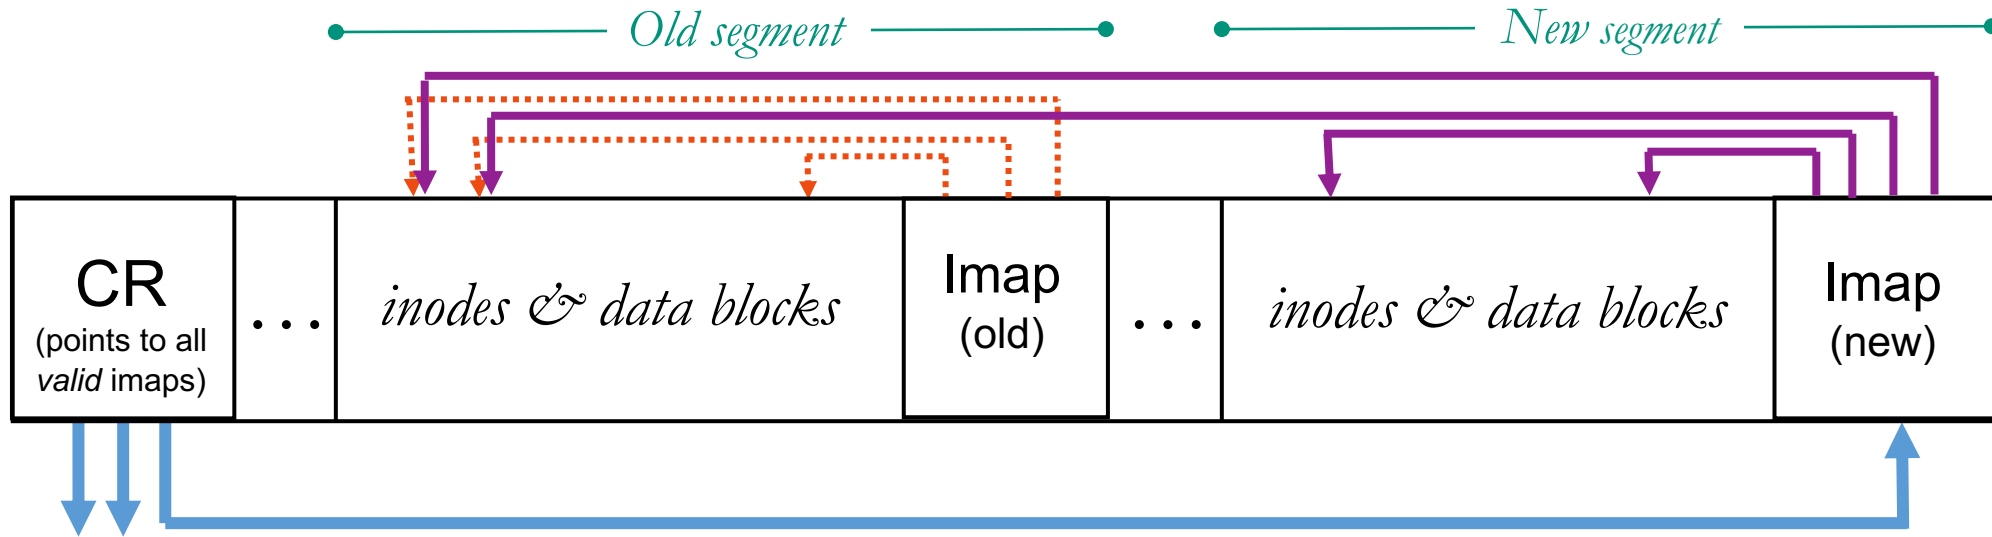 Old segment
New segment
CR
(points to all
valid imaps)
...
inodes & data blocks
Imap
(old)
...
inodes & data blocks
Imap
(new)